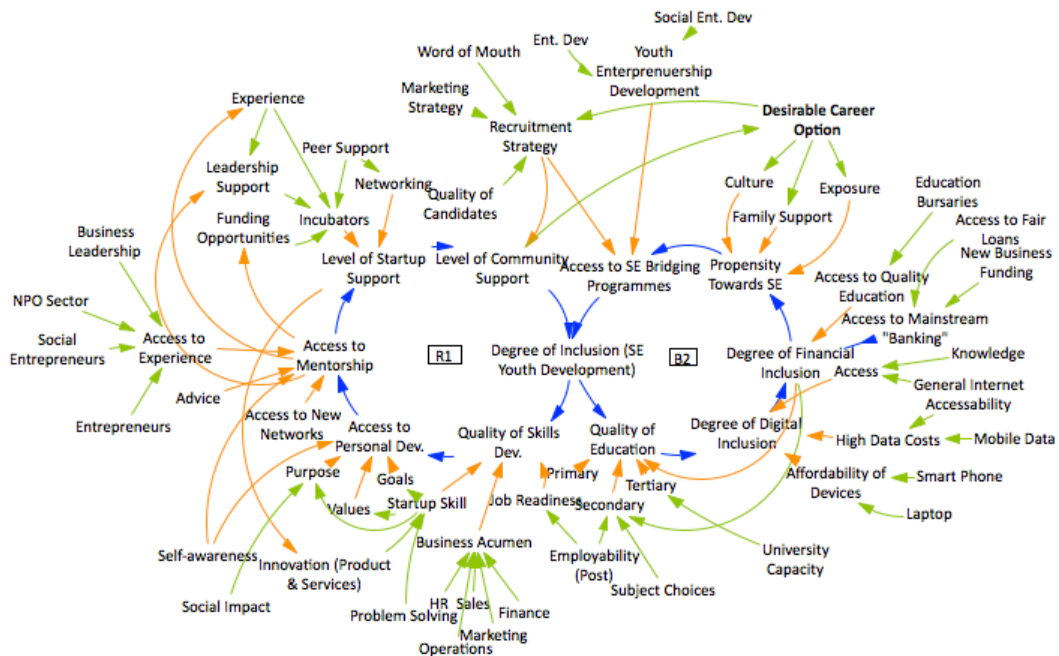 Social Ent. Dev
Ent. Dev
Word of Mouth
Youth
Enterprenuership
Development
Marketing
Strategy
Experience
Desirable Career
Option
Recruitment
Strategy
Peer Support
Leadership
Support
Networking
Culture
Exposure
Education
Bursaries
Quality of
Candidates
Family Support
Incubators
Funding
Opportunities
Access to Fair
Loans
New Business
Funding
Business
Leadership
Level of Startup
Support
Level of Community
Support
Access to SE Bridging
Programmes
Propensity
Towards SE
Access to Quality
Education
NPO Sector
Access to Mainstream
"Banking"
Social
Entrepreneurs
Access to
Experience
Access to
Mentorship
R1
Degree of Inclusion (SE
Youth Development)
B2
Degree of Financial
Inclusion
Knowledge
Access
General Internet
Accessability
Advice
Entrepreneurs
Access to New
Networks
Access to
Personal Dev.
Quality of Skills
Dev.
Quality of
Education
Degree of Digital
Inclusion
High Data Costs
Mobile Data
Purpose
Goals
Primary
Tertiary
Affordability of
Devices
Smart Phone
Values
Startup Skill
Job Readiness
Secondary
Laptop
Self-awareness
Innovation (Product
& Services)
Business Acumen
Employability
(Post)
University
Capacity
Social Impact
Problem Solving
HR
Sales
Finance
Subject Choices
Marketing
Operations